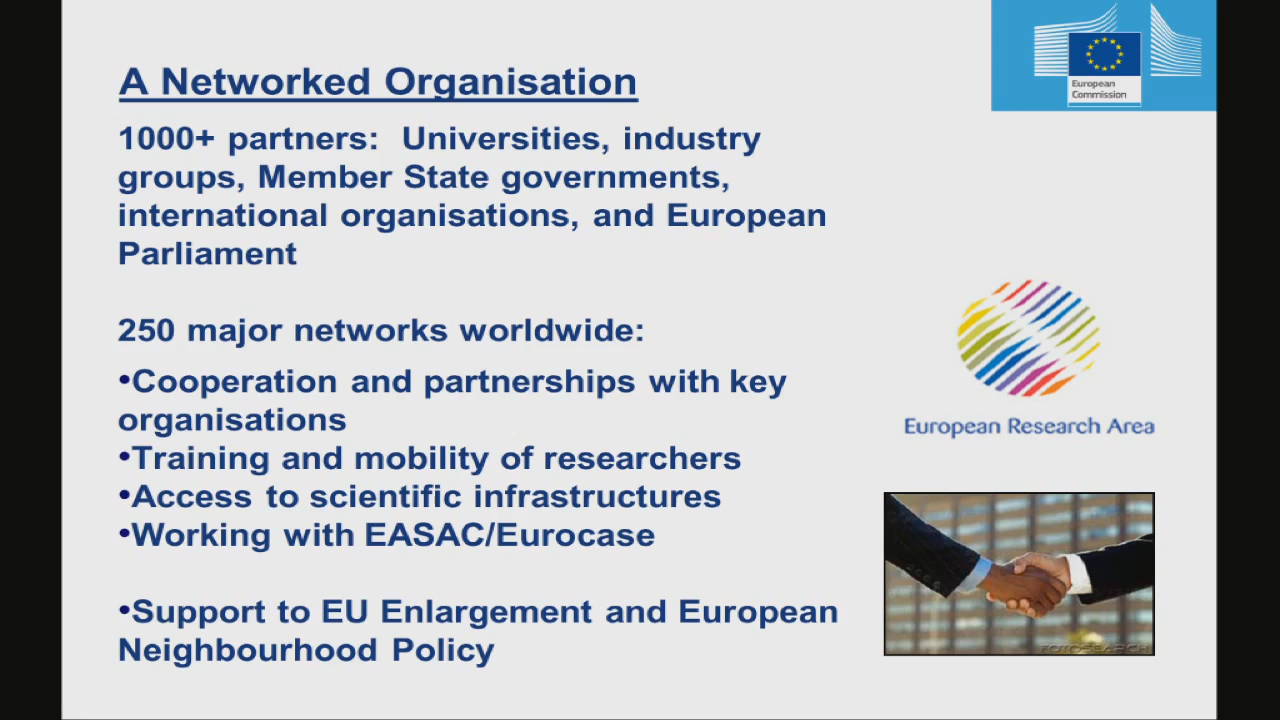 A Networked Organisation
European
Commission
1000+ partners: Universities, industry
groups, Member State governments,
international organisations, and European
Parliament
250 major networks worldwide:
•Cooperation and partnerships with key
organisations
•Training and mobility of researchers
•Access to scientific infrastructures
•Working with EASAC/Eurocase
•Support to EU Enlargement and European
Neighbourhood Policy
European Research Area
FOTOSEARCH